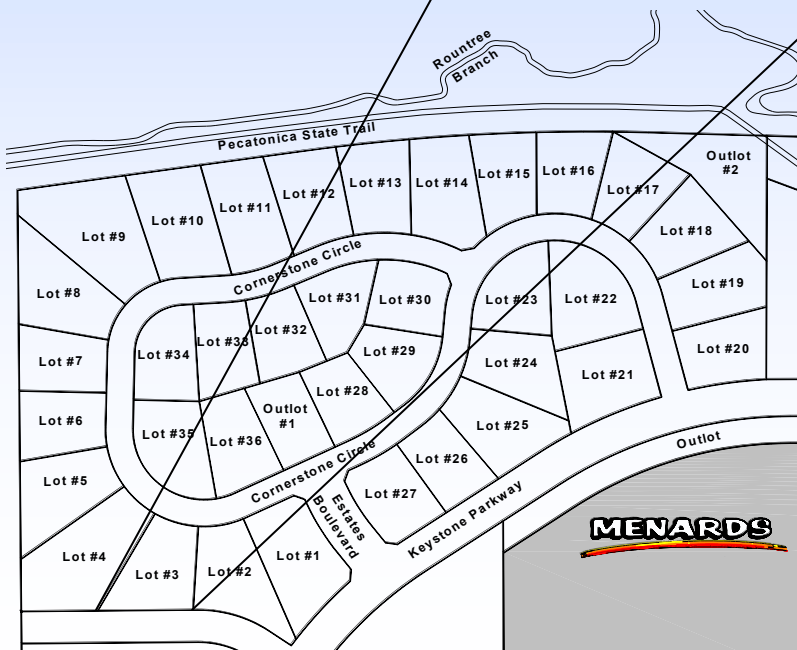 Rountree
Branch
Pecatonica State Trail
Outlot
#2
Lot #17
Lot #16
Lot #15
Lot #14
Lot #13
Lot #12
Lot #11
Lot #10
Lot #9
Lot #18
Cornerstone Circle
Lot #19
Lot #8
Lot #31
Lot #30
Lot #23
Lot #22
Lot #32
Lot #33
Lot #34
Lot #20
Lot #7
Lot #29
Lot #24
Lot #21
Lot #28
Outlot
#1
Lot #6
Lot #35
Lot #36
Lot #25
Outlot
Cornerstone Circle
Lot #26
Lot #5
Lot #27
Estates
Boulevard
Keystone Parkway
MENARDS
Lot #4
Lot #3
Lot #2
Lot #1